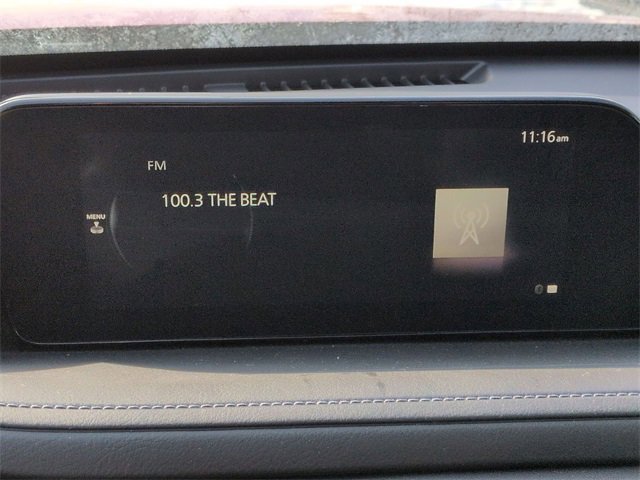 11:16am
FM
100.3 THE BEAT
MENU